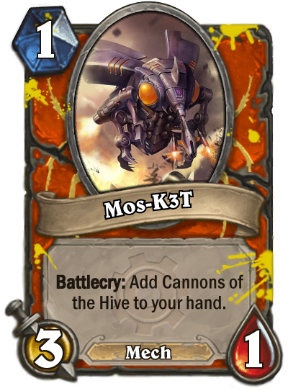 1
Mos-K3T
Battlecry: Add Cannons of
the Hive to your hand.
3
Mech
1